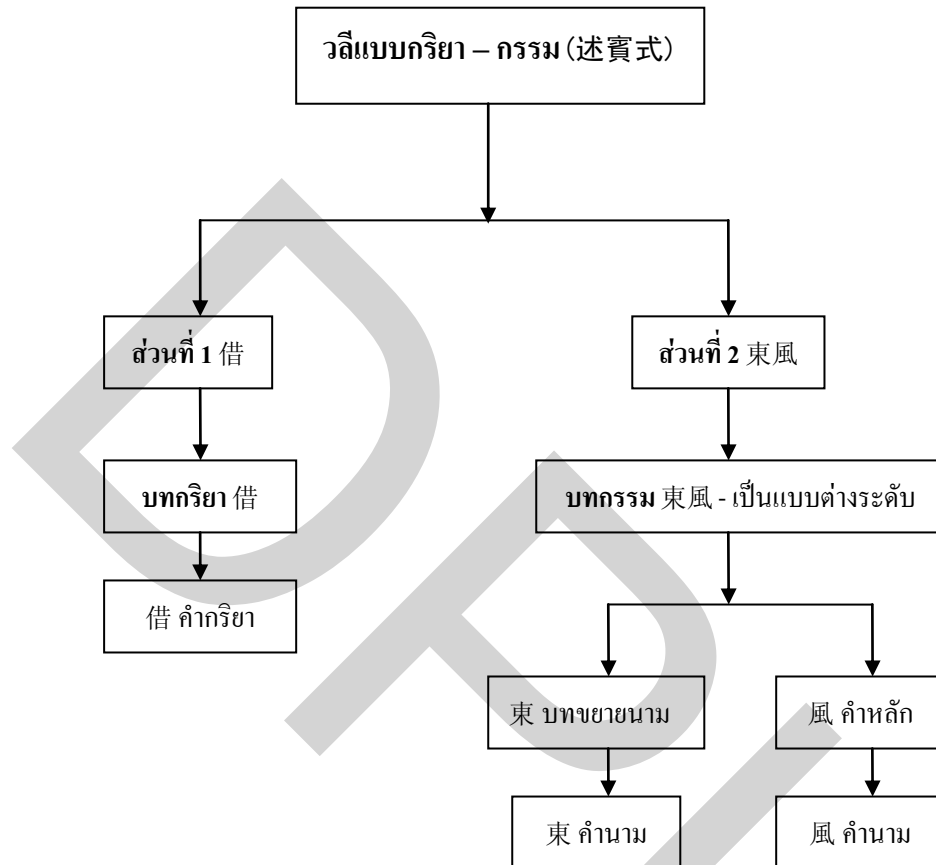 วลีแบบกริยา – กรรม (述賓式)
ส่วนที่ 1 借
ส่วนที่ 2 東風
บทกริยา 借
บทกรรม 東風 - เป็นแบบต่างระดับ
借 คำกริยา
東 บทขยายนาม
風 คำหลัก
東 คำนาม
風 คำนาม